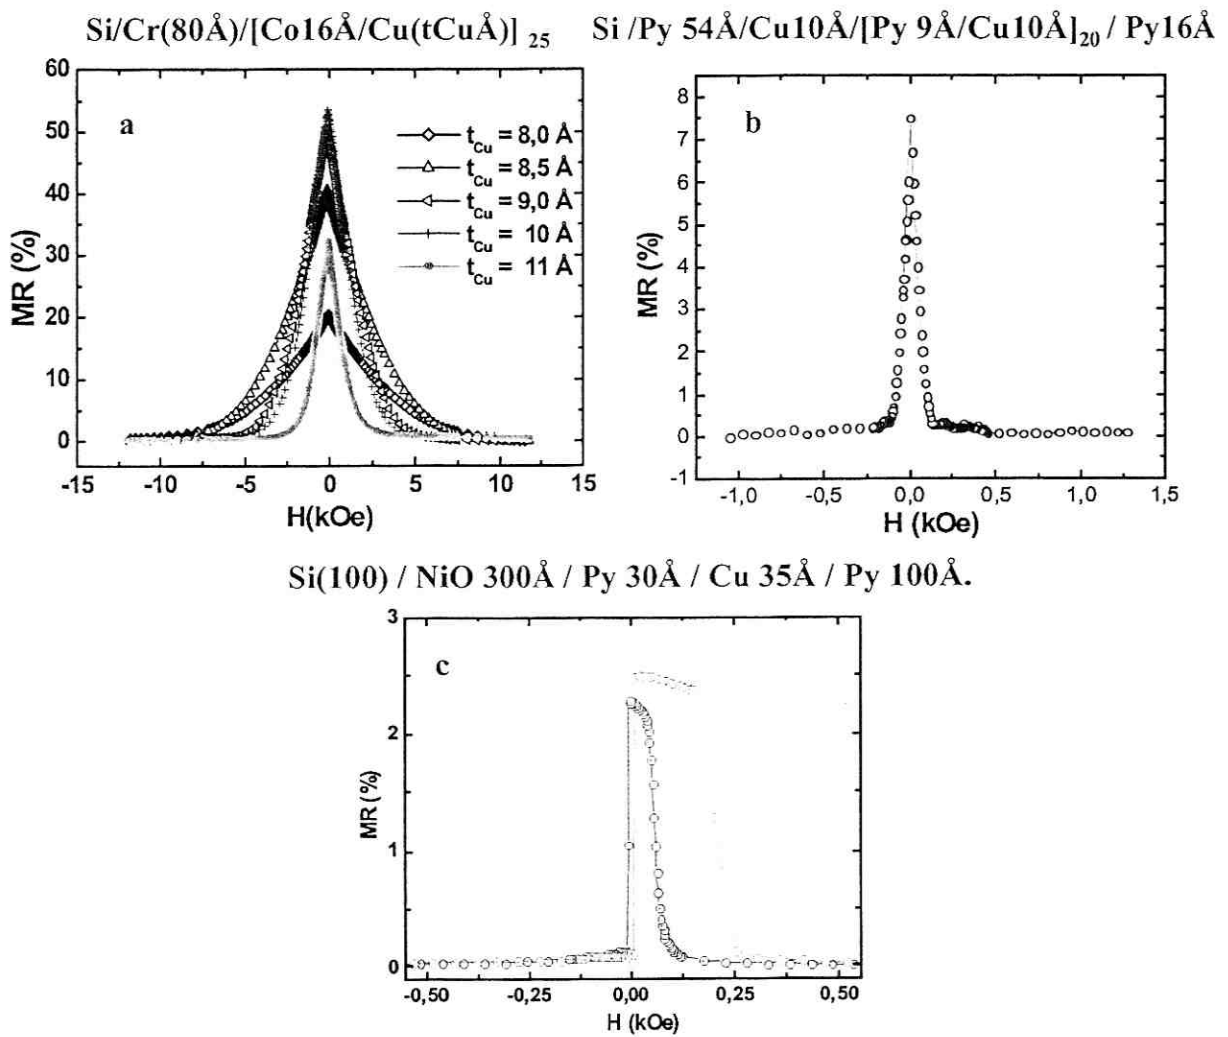 Si/Cr(80Å)/[Co16Å/Cu(tCuÅ)] 25
Si /Py 54Å/Cu10Å/[Py 9Å/Cu10Å]20 / Py16Å
60
50
40
30
20
10
0
MR (%)
a
tCu = 8,0 Å
tCu = 8,5 Å
tCu = 9,0 Å
tCu = 10 Å
tCu = 11 Å
-15 -10 -5 0 5 10 15
H(kOe)
8
7
6
5
4
3
2
1
0
-1
MR (%)
b
-1,0 -0,5 0,0 0,5 1,0 1,5
H (kOe)
Si(100) / NiO 300Å / Py 30Å / Cu 35Å / Py 100Å.
3
2
1
0
MR (%)
c
-0,50 -0,25 0,00 0,25 0,50
H (kOe)